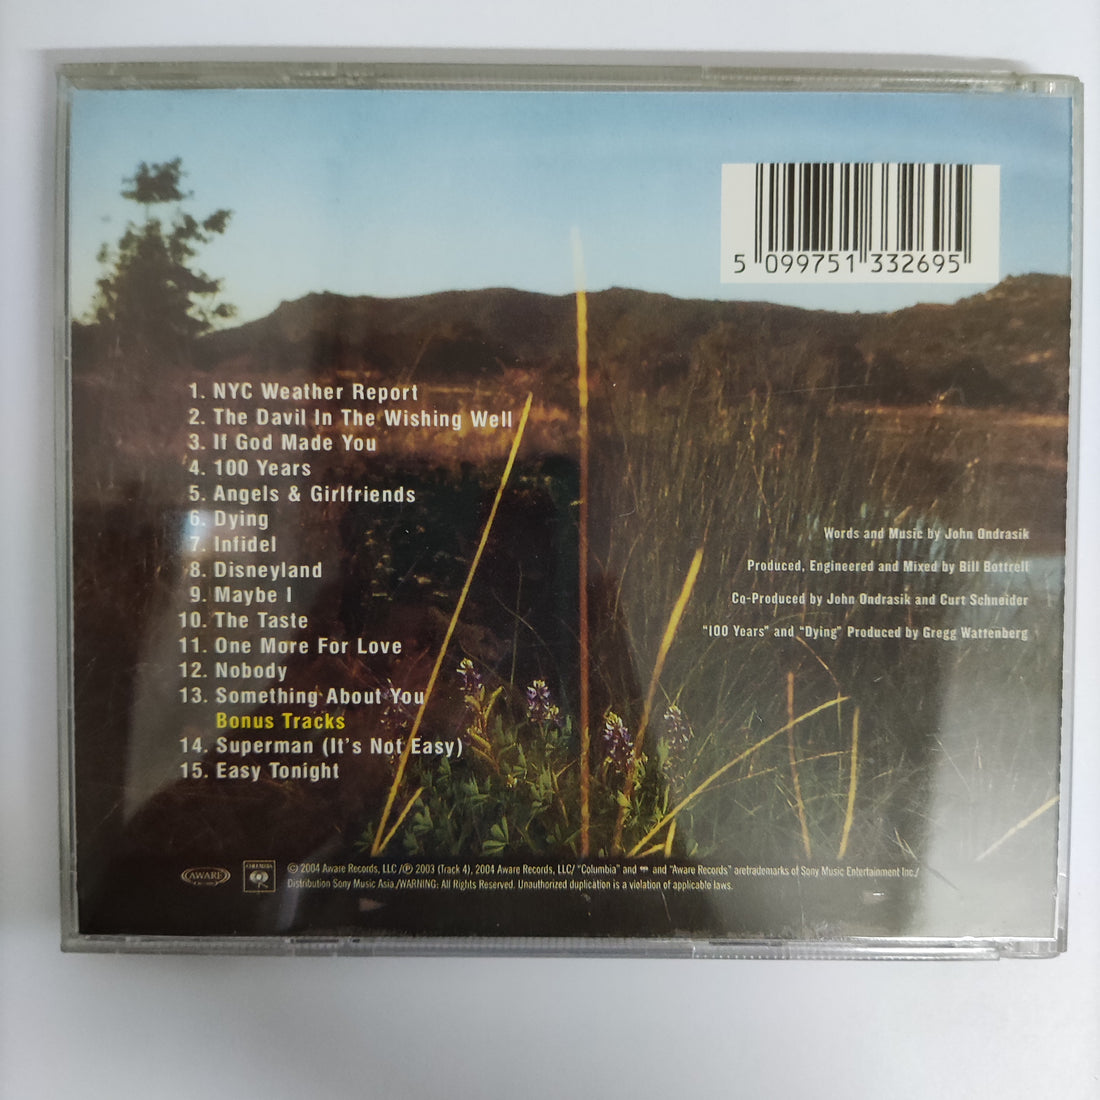 5 099751 332695
1. NYC Weather Report
2. The Davil In The Wishing Well
3. If God Made You
4. 100 Years
5. Angels & Girlfriends
6. Dying
7. Infidel
8. Disneyland
9. Maybe I
10. The Taste
11. One More For Love
12. Nobody
13. Something About You
Bonus Tracks
14. Superman (It's Not Easy)
15. Easy Tonight
Words and Music by John Ondrasik
Produced, Engineered and Mixed by Bill Bottrell
Co-Produced by John Ondrasik and Curt Schneider
"100 Years" and "Dying" Produced by Gregg Wattenberg
AWARE
COLUMBIA
© 2004 Aware Records, LLC /℗ 2003 (Track 4), 2004 Aware Records, LLC/ "Columbia" and and "Aware Records" aretrademarks of Sony Music Entertainment Inc./
Distribution Sony Music Asia./WARNING: All Rights Reserved. Unauthorized duplication is a violation of applicable laws.